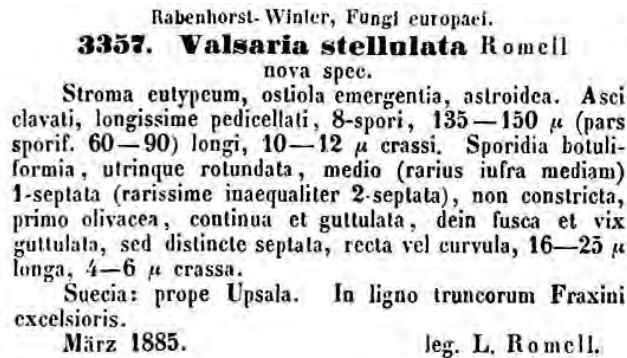 Rabenhorst-Winter, Fungi europaei.
3357. Valsaria stellulata Romell
nova spec.
Stroma eutypeum, ostiola emergentia, astroidea. Asci
clavati, longissime pedicellati, 8-spori, 135—150 µ (pars
sporif. 60—90) longi, 10—12 µ crassi. Sporidia botuli-
formia, utrinque rotundata, medio (rarius infra mediam)
1-septata (rarissime inaequaliter 2-septata), non constricta,
primo olivacea, continua et guttulata, dein fusca et vix
guttulata, sed distincte septata, recta vel curvula, 16—25 µ
longa, 4—6 µ crassa.
Suecia: prope Upsala. In ligno truncorum Fraxini
excelsioris.
März 1885. leg. L. Romell.